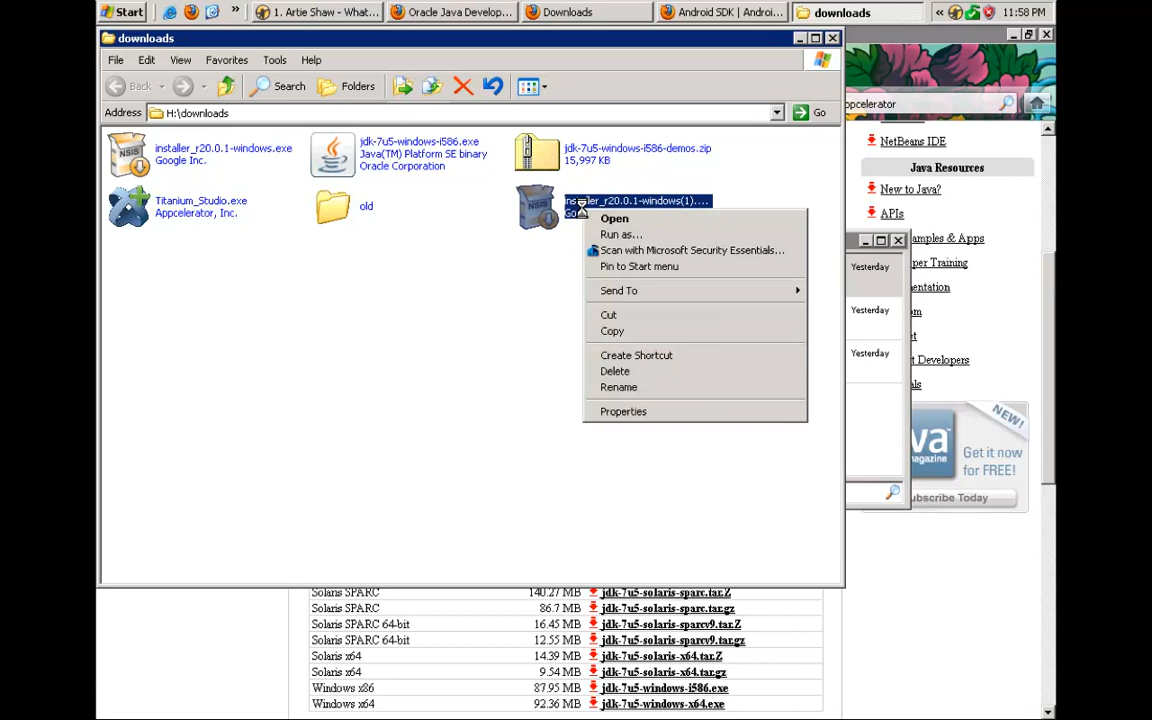 Start
»
1. Artie Shaw - What...
Oracle Java Develop...
Downloads
Android SDK | Androi...
downloads
«
11:58 PM
downloads
File
Edit
View
Favorites
Tools
Help
Back
Search
Folders
Address
H:\downloads
Go
ppcelerator
installer_r20.0.1-windows.exe
Google Inc.
jdk-7u5-windows-i586.exe
Java(TM) Platform SE binary
Oracle Corporation
jdk-7u5-windows-i586-demos.zip
15,997 KB
NSIS
NSIS
Titanium_Studio.exe
Appcelerator, Inc.
old
Open
Run as...
Scan with Microsoft Security Essentials...
Pin to Start menu
Send To
Cut
Copy
Create Shortcut
Delete
Rename
Properties
NetBeans IDE
Java Resources
New to Java?
APIs
amples & Apps
per Training
entation
om
et
t Developers
als
Yesterday
Yesterday
Yesterday
NEW!
va
magazine
Get it now
for FREE!
ubscribe Today
Solaris SPARC 140.27 MB jdk-7u5-solaris-sparc.tar.Z
Solaris SPARC 86.7 MB jdk-7u5-solaris-sparc.tar.gz
Solaris SPARC 64-bit 16.45 MB jdk-7u5-solaris-sparcv9.tar.Z
Solaris SPARC 64-bit 12.55 MB jdk-7u5-solaris-sparcv9.tar.gz
Solaris x64 14.39 MB jdk-7u5-solaris-x64.tar.Z
Solaris x64 9.54 MB jdk-7u5-solaris-x64.tar.gz
Windows x86 87.95 MB jdk-7u5-windows-i586.exe
Windows x64 92.36 MB jdk-7u5-windows-x64.exe